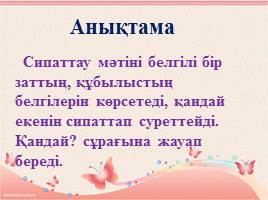 Анықтама
Сипаттау мәтіні белгілі бір
заттың, құбылыстың
белгілерін көрсетеді, қандай
екенін сипаттап суреттейді.
Қандай? сұрағына жауап
береді.